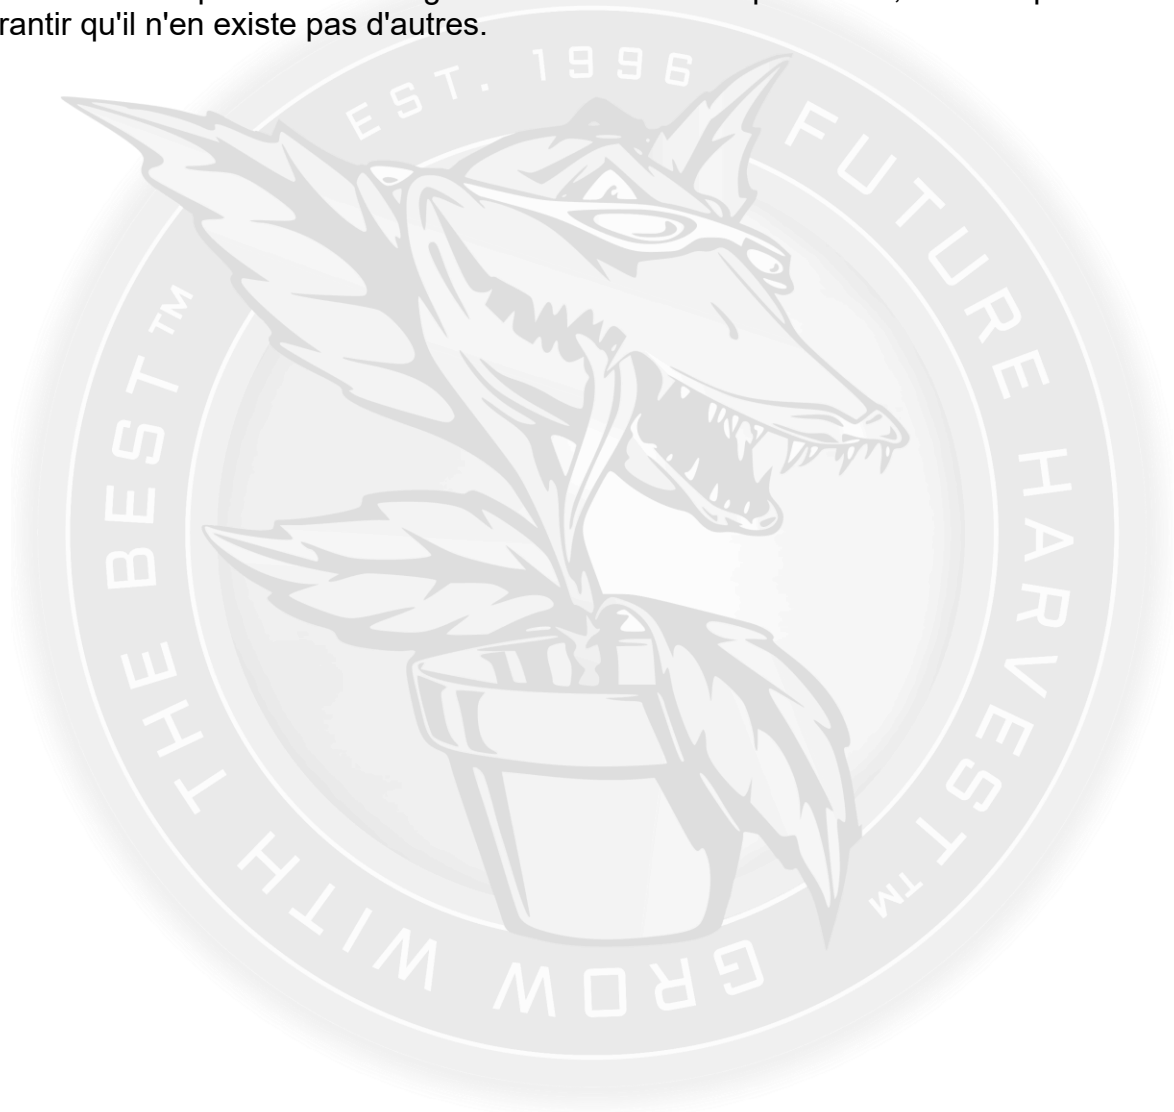 rantir qu'il n'en existe pas d'autres.
EST. 1996
FUTURE HARVEST™
GROW WITH THE BEST™